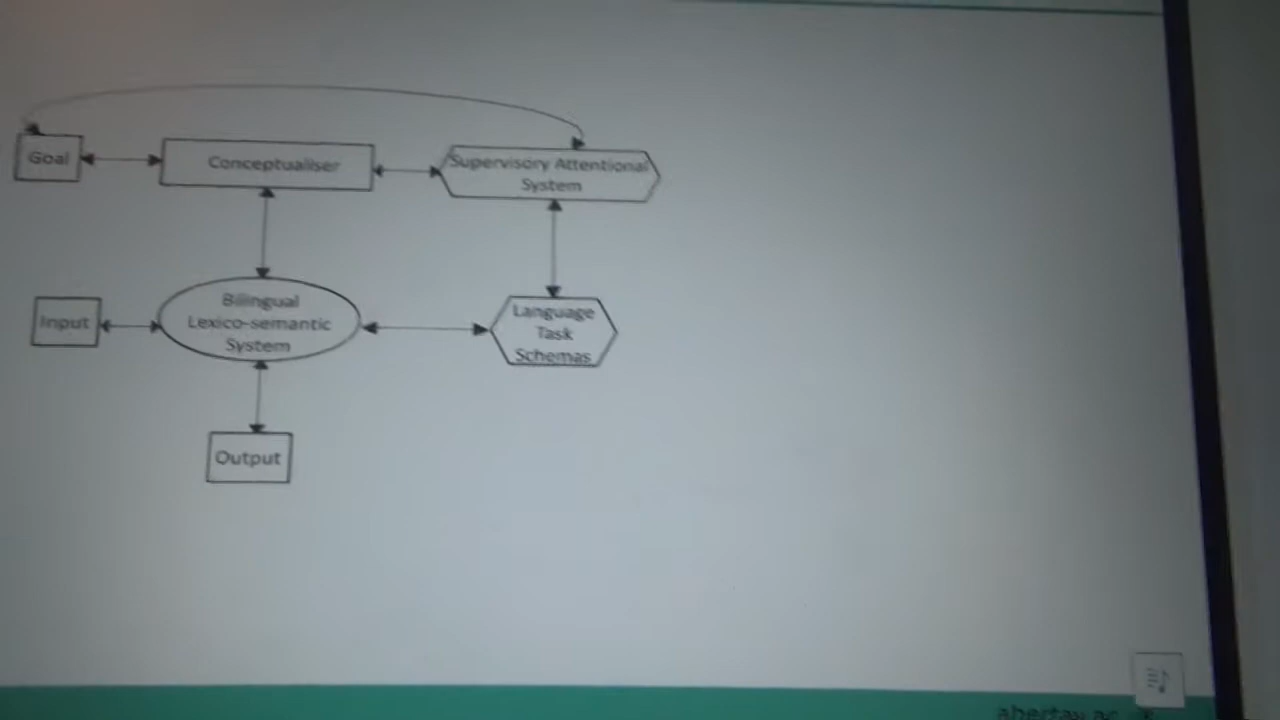 Goal
Conceptualiser
Supervisory Attentional
System
Input
Bilingual
Lexico-semantic
System
Language
Task
Schemas
Output